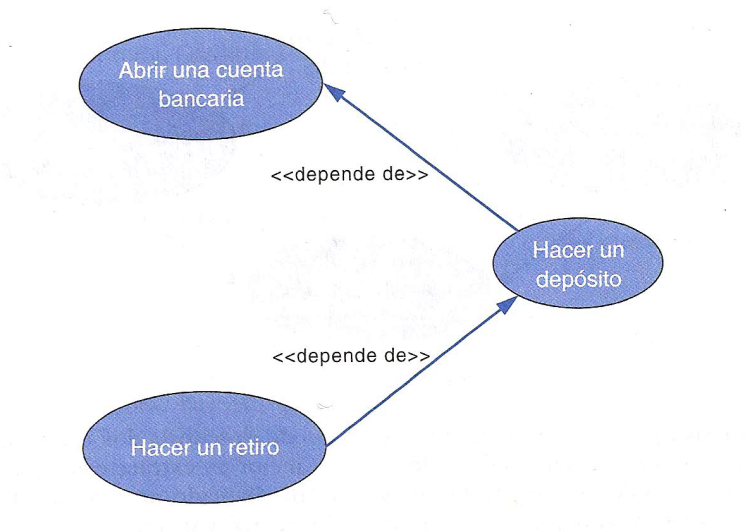 Abrir una cuenta
bancaria
<<depende de>>
Hacer un
depósito
<<depende de>>
Hacer un retiro